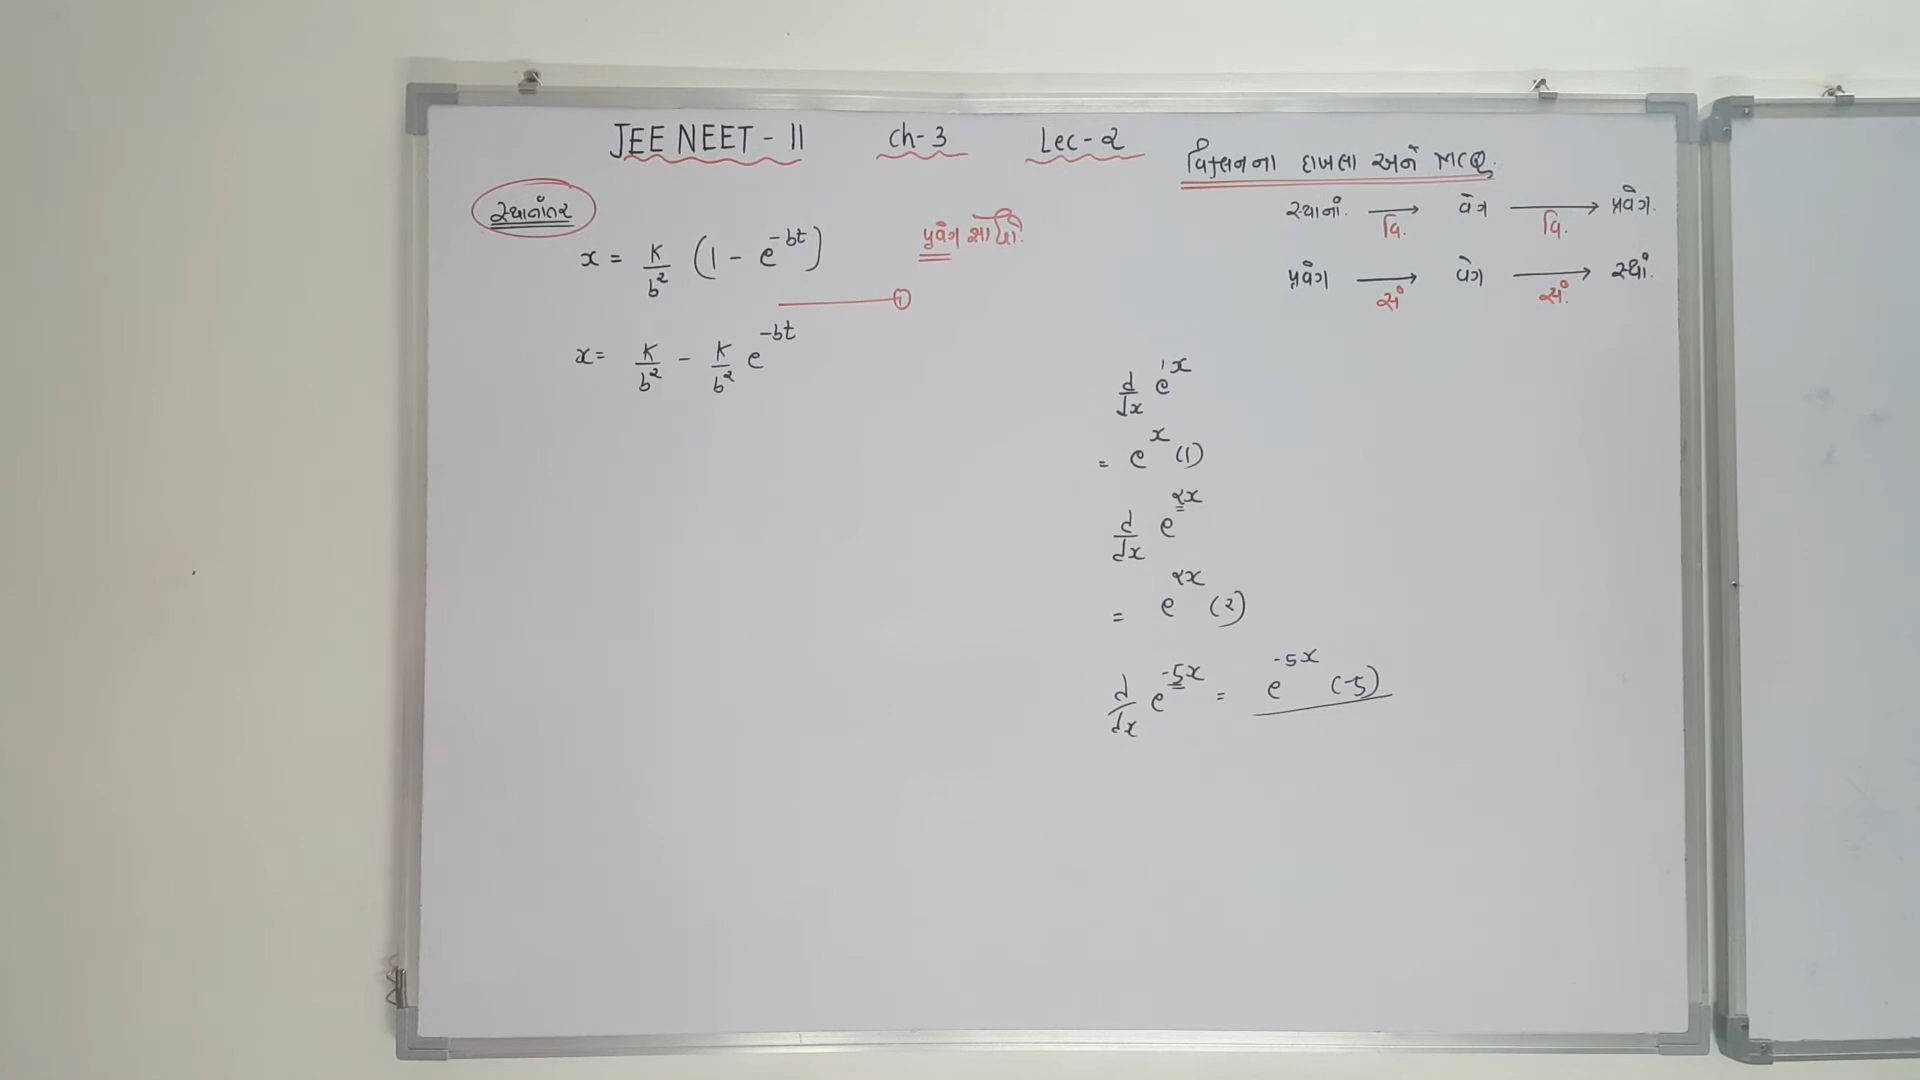 JEE NEET - 11 ch-3 Lec-2
વિકલનના દાખલા અને MCQ.
સ્થાનાંતર
સ્થાનાં. ⟶ વેગ ⟶ પ્રવેગ.
વિ. વિ.
x = K/b² (1 - e^-bt)
પ્રવેગ શોધો.
પ્રવેગ ⟶ વેગ ⟶ સ્થાં.
સં સં.
①
x = K/b² - K/b² e^-bt
d/dx e^1x
= e^x (1)
d/dx e^2x
= e^2x (2)
d/dx e^-5x = e^-5x (-5)